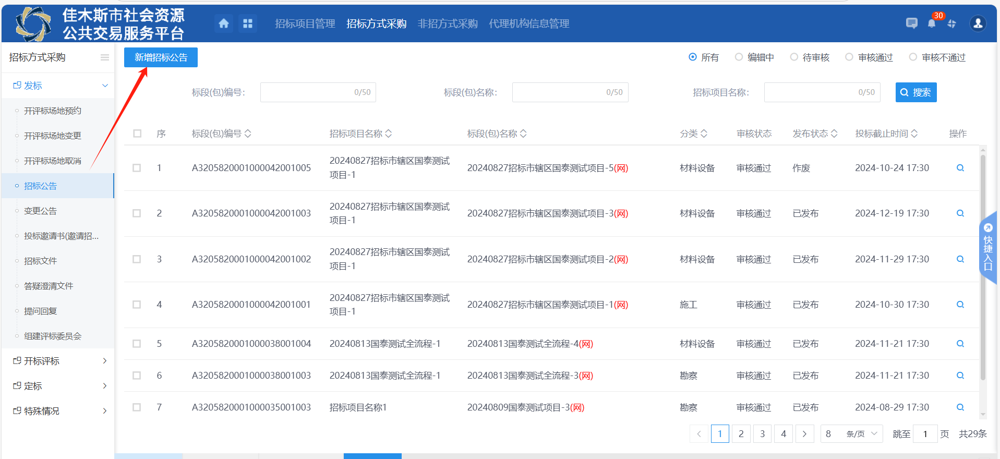 佳木斯市社会资源
公共交易服务平台
招标项目管理 招标方式采购 非招方式采购 代理机构信息管理
30
招标方式采购
发标
开评标场地预约
开评标场地变更
开评标场地取消
招标公告
变更公告
投标邀请书(邀请招...
招标文件
答疑澄清文件
提问回复
组建评标委员会
开标评标
定标
特殊情况
新增招标公告
所有 编辑中 待审核 审核通过 审核不通过
标段(包)编号: 0/50 标段(包)名称: 0/50 招标项目名称: 0/50 搜索
序 标段(包)编号 招标项目名称 标段(包)名称 分类 审核状态 发布状态 投标截止时间 操作
1 A3205820001000042001005 20240827招标市辖区国泰测试项目-1 20240827招标市辖区国泰测试项目-5(网) 材料设备 审核通过 作废 2024-10-24 17:30
2 A3205820001000042001003 20240827招标市辖区国泰测试项目-1 20240827招标市辖区国泰测试项目-3(网) 材料设备 审核通过 已发布 2024-12-19 17:30
3 A3205820001000042001002 20240827招标市辖区国泰测试项目-1 20240827招标市辖区国泰测试项目-2(网) 材料设备 审核通过 已发布 2024-11-29 17:30
4 A3205820001000042001001 20240827招标市辖区国泰测试项目-1 20240827招标市辖区国泰测试项目-1(网) 施工 审核通过 已发布 2024-10-30 17:30
5 A3205820001000038001004 20240813国泰测试全流程-1 20240813国泰测试全流程-4(网) 材料设备 审核通过 已发布 2024-11-21 17:30
6 A3205820001000038001003 20240813国泰测试全流程-1 20240813国泰测试全流程-3(网) 勘察 审核通过 已发布 2024-11-21 17:30
7 A3205820001000035001003 招标项目名称1 20240809国泰测试项目-3(网) 勘察 审核通过 已发布 2024-08-29 17:30
1 2 3 4 8 条/页 跳至 1 页 共29条
快捷入口